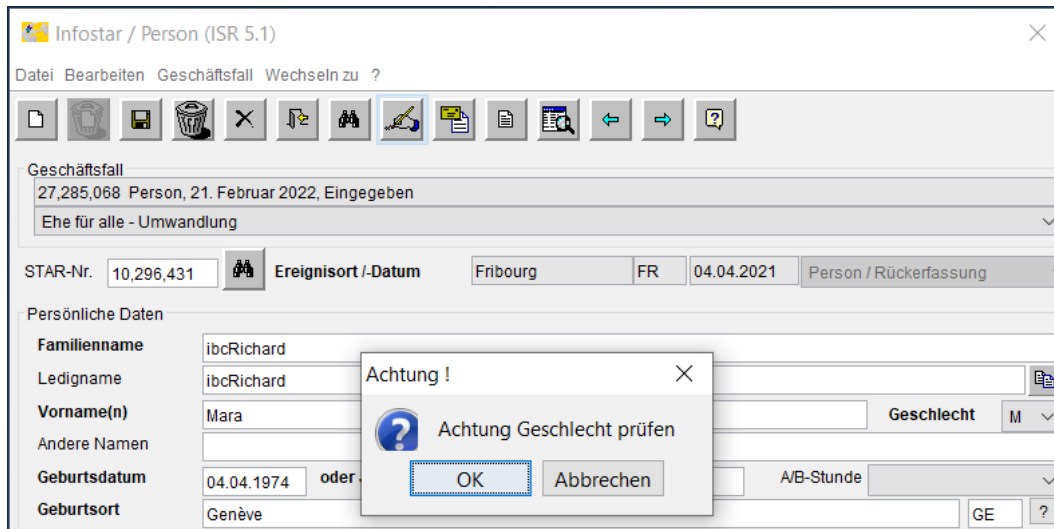 Infostar / Person (ISR 5.1)
Datei Bearbeiten Geschäftsfall Wechseln zu ?
Geschäftsfall
27,285,068 Person, 21. Februar 2022, Eingegeben
Ehe für alle - Umwandlung
STAR-Nr. 10,296,431 Ereignisort /-Datum Fribourg FR 04.04.2021 Person / Rückerfassung
Persönliche Daten
Familienname ibcRichard
Ledigname ibcRichard
Vorname(n) Mara Geschlecht M
Andere Namen
Geburtsdatum 04.04.1974 oder A/B-Stunde
Geburtsort Genève GE ?
Achtung !
Achtung Geschlecht prüfen
OK Abbrechen